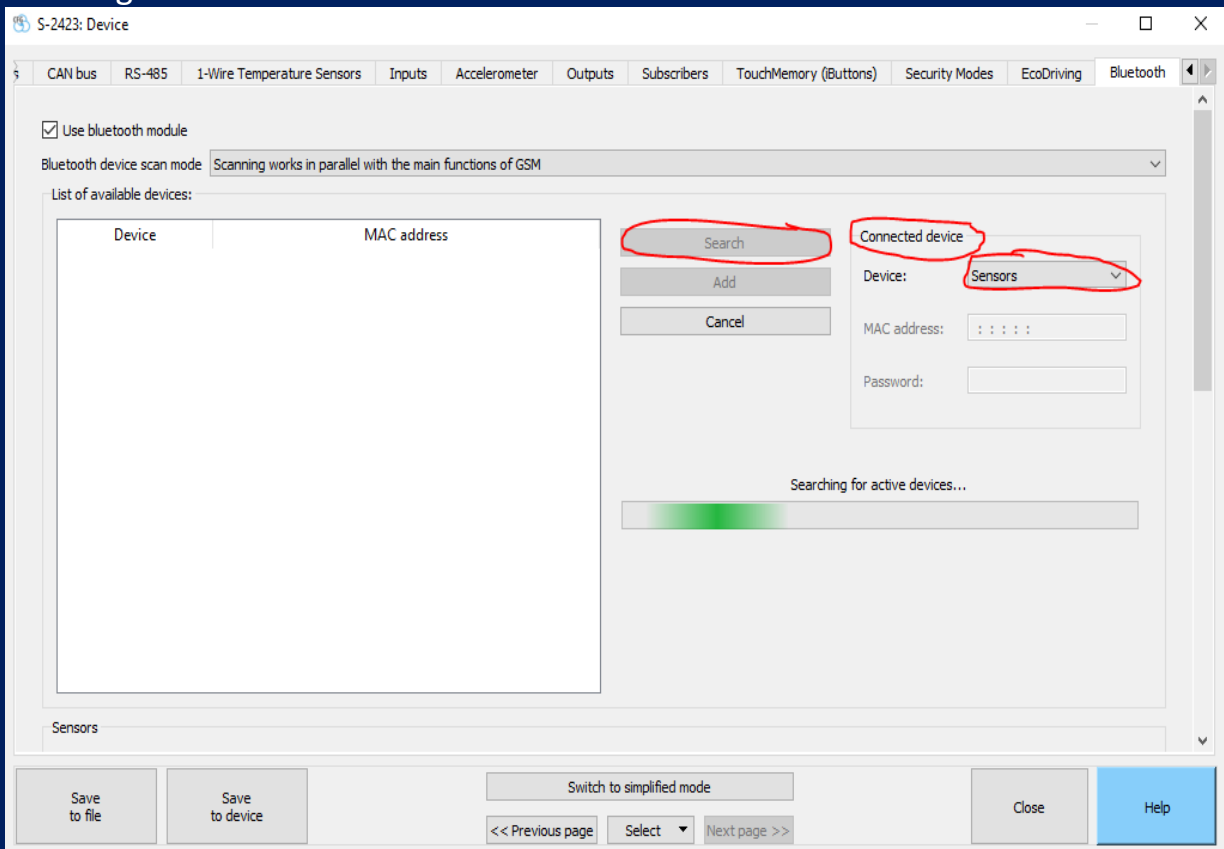 S-2423: Device
CAN bus RS-485 1-Wire Temperature Sensors Inputs Accelerometer Outputs Subscribers TouchMemory (iButtons) Security Modes EcoDriving Bluetooth
Use bluetooth module
Bluetooth device scan mode Scanning works in parallel with the main functions of GSM
List of available devices:
Device MAC address
Search
Add
Cancel
Connected device
Device: Sensors
MAC address: : : : : :
Password:
Searching for active devices...
Sensors
Save to file
Save to device
Switch to simplified mode
<< Previous page Select Next page >>
Close
Help